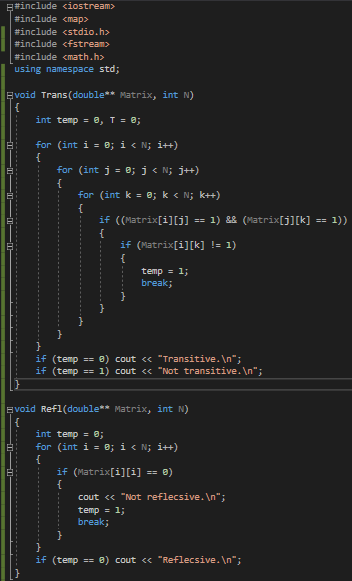 #include <iostream>
#include <map>
#include <stdio.h>
#include <fstream>
#include <math.h>
using namespace std;
void Trans(double** Matrix, int N)
{
int temp = 0, T = 0;
for (int i = 0; i < N; i++)
{
for (int j = 0; j < N; j++)
{
for (int k = 0; k < N; k++)
{
if ((Matrix[i][j] == 1) && (Matrix[j][k] == 1))
{
if (Matrix[i][k] != 1)
{
temp = 1;
break;
}
}
}
}
}
if (temp == 0) cout << "Transitive.\n";
if (temp == 1) cout << "Not transitive.\n";
}
void Refl(double** Matrix, int N)
{
int temp = 0;
for (int i = 0; i < N; i++)
{
if (Matrix[i][i] == 0)
{
cout << "Not reflecsive.\n";
temp = 1;
break;
}
}
if (temp == 0) cout << "Reflecsive.\n";
}